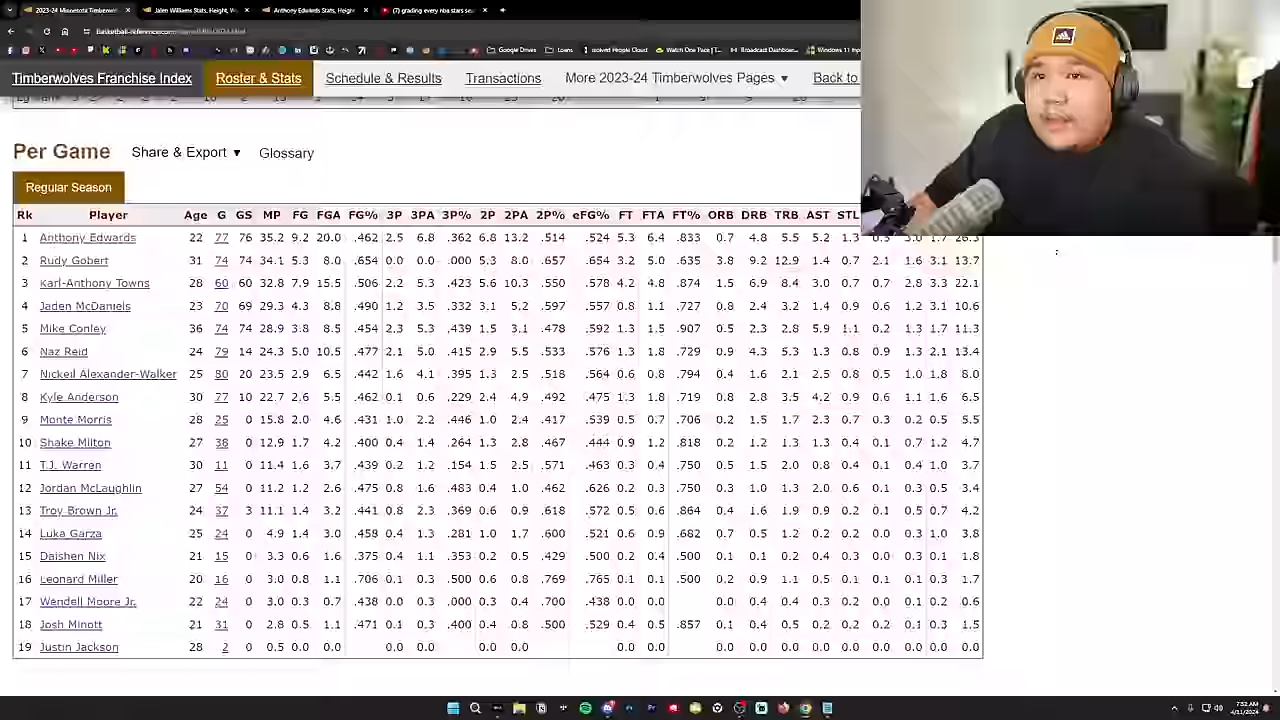 2023-24 Minnesota Timberwol
Jalen Williams Stats, Height, W
Anthony Edwards Stats, Height
(7) grading every nba stars se
Google Drives
Loans
solved People Cloud
Watch One Pace | T
Broadcast Dashboard
Windows 11 thp
Timberwolves Franchise Index
Roster & Stats
Schedule & Results
Transactions
More 2023-24 Timberwolves Pages ▼
Back to
Per Game
Share & Export ▼
Glossary
Regular Season
Rk Player Age G GS MP FG FGA FG% 3P 3PA 3P% 2P 2PA 2P% eFG% FT FTA FT% ORB DRB TRB AST STL
1 Anthony Edwards 22 77 76 35.2 9.2 20.0 .462 2.5 6.8 .362 6.8 13.2 .514 .524 5.3 6.4 .833 0.7 4.8 5.5 5.2 1.3 0.5 3.0 1.7 26.3
2 Rudy Gobert 31 74 74 34.1 5.3 8.0 .654 0.0 0.0 .000 5.3 8.0 .657 .654 3.2 5.0 .635 3.8 9.2 12.9 1.4 0.7 2.1 1.6 3.1 13.7
3 Karl-Anthony Towns 28 60 60 32.8 7.9 15.5 .506 2.2 5.3 .423 5.6 10.3 .550 .578 4.2 4.8 .874 1.5 6.9 8.4 3.0 0.7 0.7 2.8 3.3 22.1
4 Jaden McDaniels 23 70 69 29.3 4.3 8.8 .490 1.2 3.5 .332 3.1 5.2 .597 .557 0.8 1.1 .727 0.8 2.4 3.2 1.4 0.9 0.6 1.2 3.1 10.6
5 Mike Conley 36 74 74 28.9 3.8 8.5 .454 2.3 5.3 .439 1.5 3.1 .478 .592 1.3 1.5 .907 0.5 2.3 2.8 5.9 1.1 0.2 1.3 1.7 11.3
6 Naz Reid 24 79 14 24.3 5.0 10.5 .477 2.1 5.0 .415 2.9 5.5 .533 .576 1.3 1.8 .729 0.9 4.3 5.3 1.3 0.8 0.9 1.3 2.1 13.4
7 Nickeil Alexander-Walker 25 80 20 23.5 2.9 6.5 .442 1.6 4.1 .395 1.3 2.5 .518 .564 0.6 0.8 .794 0.4 1.6 2.1 2.5 0.8 0.5 1.0 1.8 8.0
8 Kyle Anderson 30 77 10 22.7 2.6 5.5 .462 0.1 0.6 .229 2.4 4.9 .492 .475 1.3 1.8 .719 0.8 2.8 3.5 4.2 0.9 0.6 1.1 1.6 6.5
9 Monte Morris 28 25 0 15.8 2.0 4.6 .431 1.0 2.2 .446 1.0 2.4 .417 .539 0.5 0.7 .706 0.2 1.5 1.7 2.3 0.7 0.3 0.2 0.5 5.5
10 Shake Milton 27 38 0 12.9 1.7 4.2 .400 0.4 1.4 .264 1.3 2.8 .467 .444 0.9 1.2 .818 0.2 1.2 1.3 1.3 0.4 0.1 0.7 1.2 4.7
11 T.J. Warren 30 11 0 11.4 1.6 3.7 .439 0.2 1.2 .154 1.5 2.5 .571 .463 0.3 0.4 .750 0.5 1.5 2.0 0.8 0.4 0.1 0.4 1.0 3.7
12 Jordan McLaughlin 27 54 0 11.2 1.2 2.6 .475 0.8 1.6 .483 0.4 1.0 .462 .626 0.2 0.3 .750 0.3 1.0 1.3 2.0 0.6 0.1 0.3 0.5 3.4
13 Troy Brown Jr. 24 37 3 11.1 1.4 3.2 .441 0.8 2.3 .369 0.6 0.9 .618 .572 0.5 0.6 .864 0.4 1.6 1.9 0.9 0.2 0.1 0.5 0.7 4.2
14 Luka Garza 25 24 0 4.9 1.4 3.0 .458 0.4 1.3 .281 1.0 1.7 .600 .521 0.6 0.9 .682 0.7 0.5 1.2 0.2 0.2 0.0 0.3 1.0 3.8
15 Daishen Nix 21 15 0 3.3 0.6 1.6 .375 0.4 1.1 .353 0.2 0.5 .429 .500 0.2 0.4 .500 0.1 0.1 0.2 0.4 0.3 0.0 0.3 0.1 1.8
16 Leonard Miller 20 16 0 3.0 0.8 1.1 .706 0.1 0.3 .500 0.6 0.8 .769 .765 0.1 0.1 .500 0.2 0.9 1.1 0.5 0.1 0.1 0.1 0.3 1.7
17 Wendell Moore Jr. 22 24 0 3.0 0.3 0.7 .438 0.0 0.3 .000 0.3 0.4 .700 .438 0.0 0.0 0.0 0.4 0.4 0.3 0.2 0.0 0.1 0.2 0.6
18 Josh Minott 21 31 0 2.8 0.5 1.1 .471 0.1 0.3 .400 0.4 0.8 .500 .529 0.4 0.5 .857 0.1 0.4 0.5 0.2 0.2 0.2 0.1 0.3 1.5
19 Justin Jackson 28 2 0 0.5 0.0 0.0 0.0 0.0 0.0 0.0 0.0 0.0 0.0 0.0 0.0 0.0 0.0 0.0 0.0 0.0
7:52 AM
4/11/2024